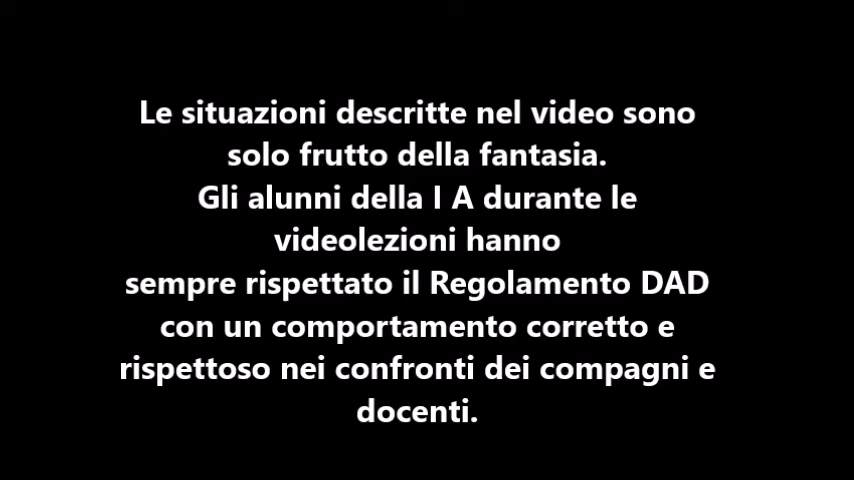 Le situazioni descritte nel video sono
solo frutto della fantasia.
Gli alunni della I A durante le
videolezioni hanno
sempre rispettato il Regolamento DAD
con un comportamento corretto e
rispettoso nei confronti dei compagni e
docenti.